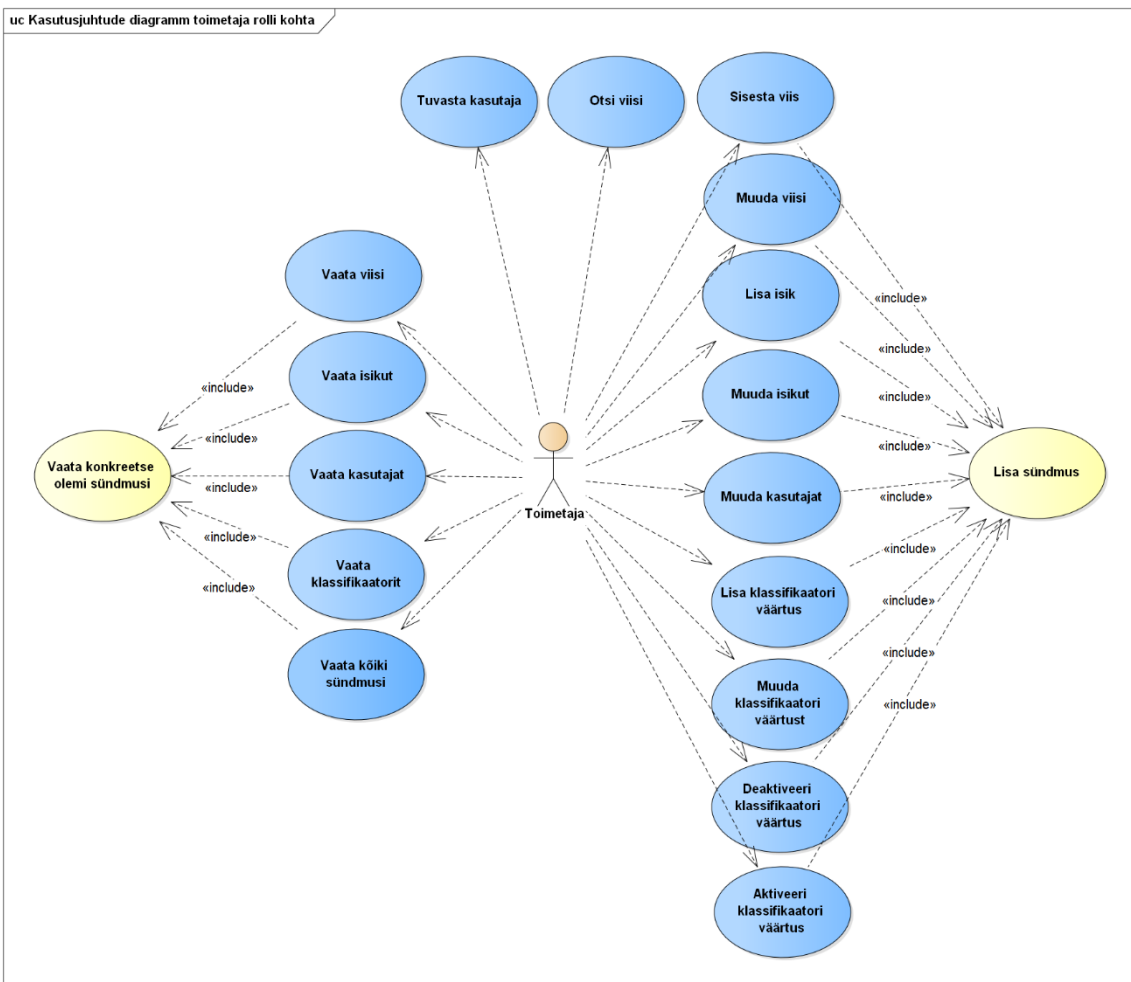 uc Kasutusjuhtude diagramm toimetaja rolli kohta
Tuvasta kasutaja
Otsi viisi
Sisesta viis
Muuda viisi
Vaata viisi
Lisa isik
«include»
«include»
Vaata isikut
«include»
Muuda isikut
«include»
«include»
«include»
Vaata konkreetse
olemi sündmusi
Vaata kasutajat
Lisa sündmus
«include»
Muuda kasutajat
«include»
Toimetaja
«include»
Vaata
klassifikaatorit
«include»
«include»
Lisa klassifikaatori
väärtus
«include»
Vaata kõiki
sündmusi
«include»
Muuda
klassifikaatori
väärtust
«include»
Deaktiveeri
klassifikaatori
väärtus
Aktiveeri
klassifikaatori
väärtus